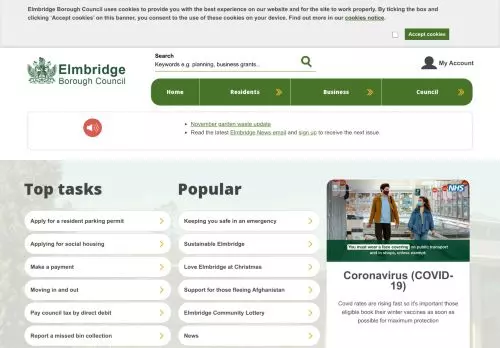 Elmbridge Borough Council uses cookies to provide you with the best experience on our website and for the site to work properly. By ticking the box and
clicking 'Accept cookies' on this banner, you consent to the use of these cookies on your device. Find out more in our cookies notice.
Accept cookies
Elmbridge
Borough Council
Search
Keywords e.g. planning, business grants..
My Account
Home
Residents
Business
Council
November garden waste update
Read the latest Elmbridge News email and sign up to receive the next issue
Top tasks
Apply for a resident parking permit
Applying for social housing
Make a payment
Moving in and out
Pay council tax by direct debit
Report a missed bin collection
Popular
Keeping you safe in an emergency
Sustainable Elmbridge
Love Elmbridge at Christmas
Support for those fleeing Afghanistan
Elmbridge Community Lottery
News
NHS
You must wear a face covering on public transport
and in shops, unless exempt.
Coronavirus (COVID-
19)
Covid rates are rising fast so it's important those
eligible book their winter vaccines as soon as
possible for maximum protection